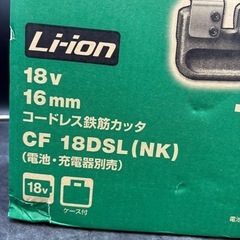 Li-ion
18v
16mm
コードレス鉄筋カッタ
CF 18DSL(NK)
(電池・充電器別売)
18v
ケース付